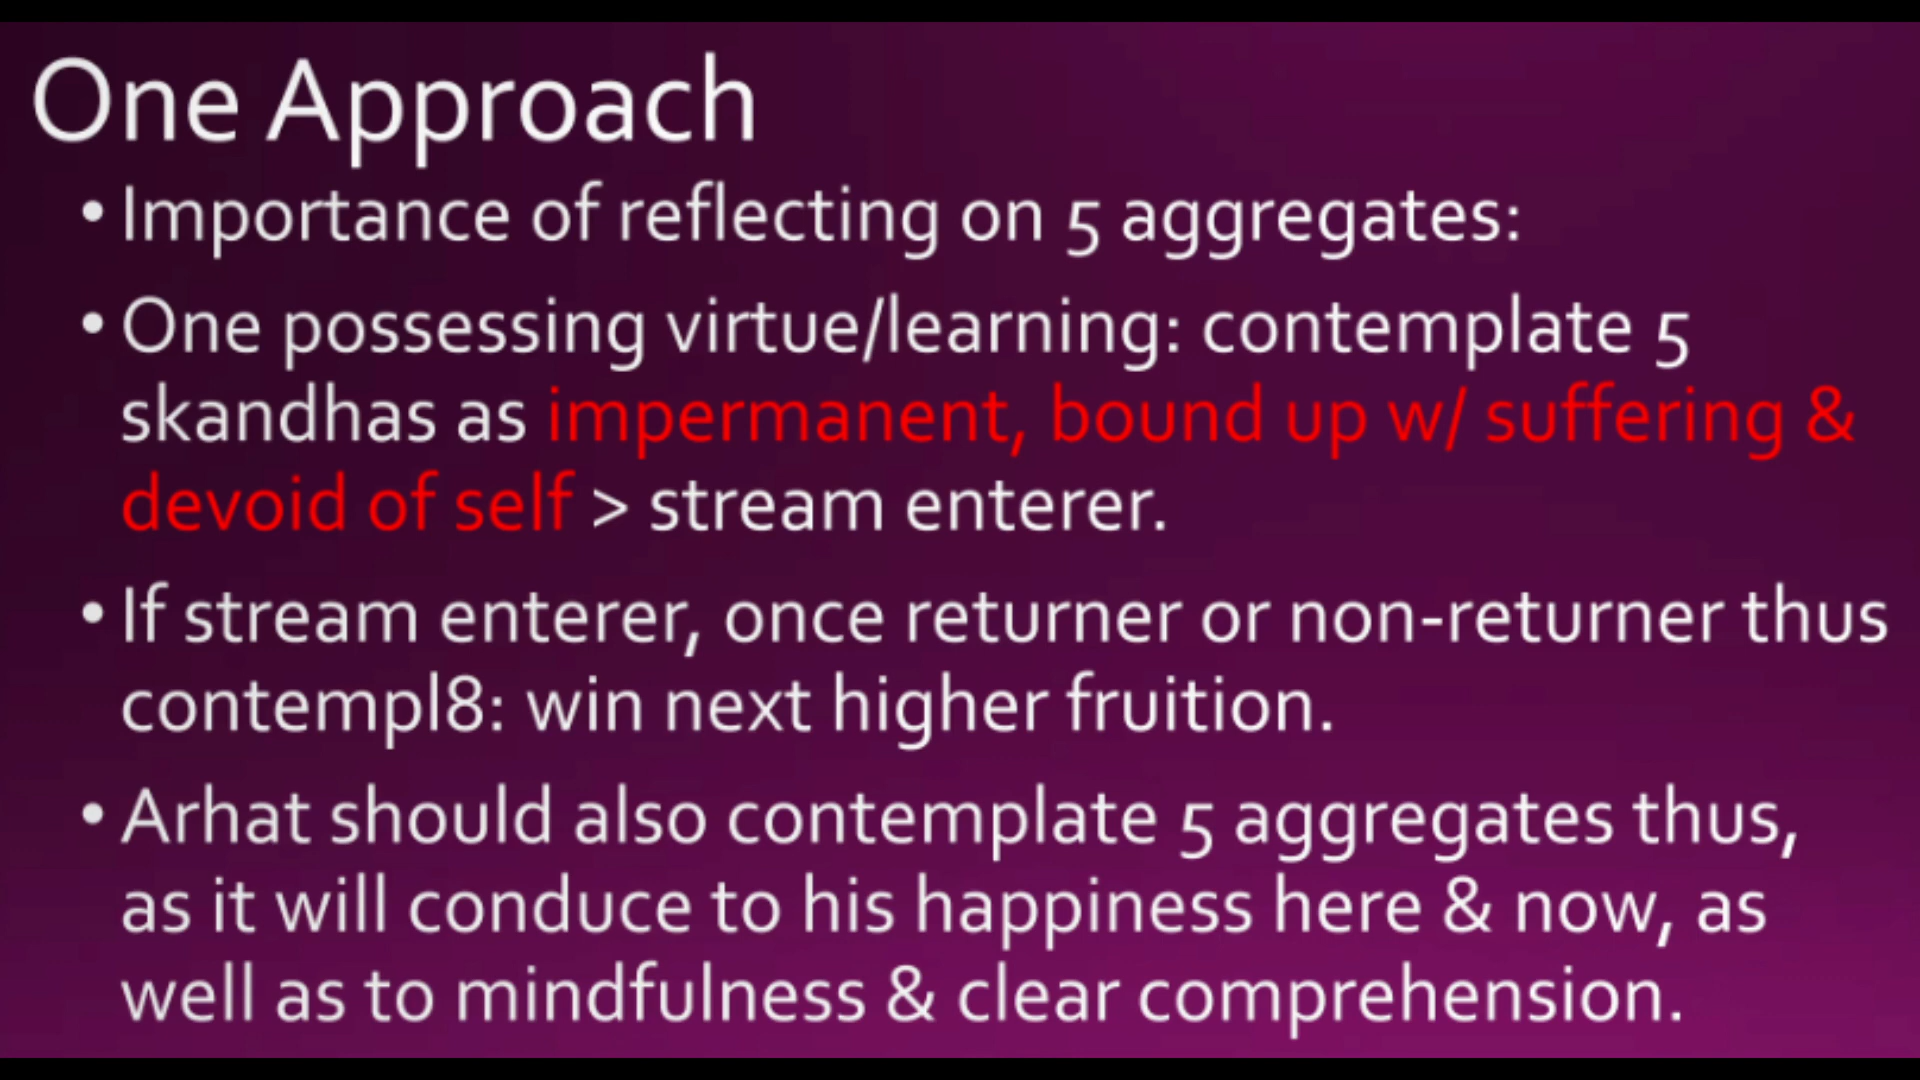 One Approach
• Importance of reflecting on 5 aggregates:
• One possessing virtue/learning: contemplate 5
skandhas as impermanent, bound up w/ suffering &
devoid of self > stream enterer.
• If stream enterer, once returner or non-returner thus
contempl8: win next higher fruition.
• Arhat should also contemplate 5 aggregates thus,
as it will conduce to his happiness here & now, as
well as to mindfulness & clear comprehension.